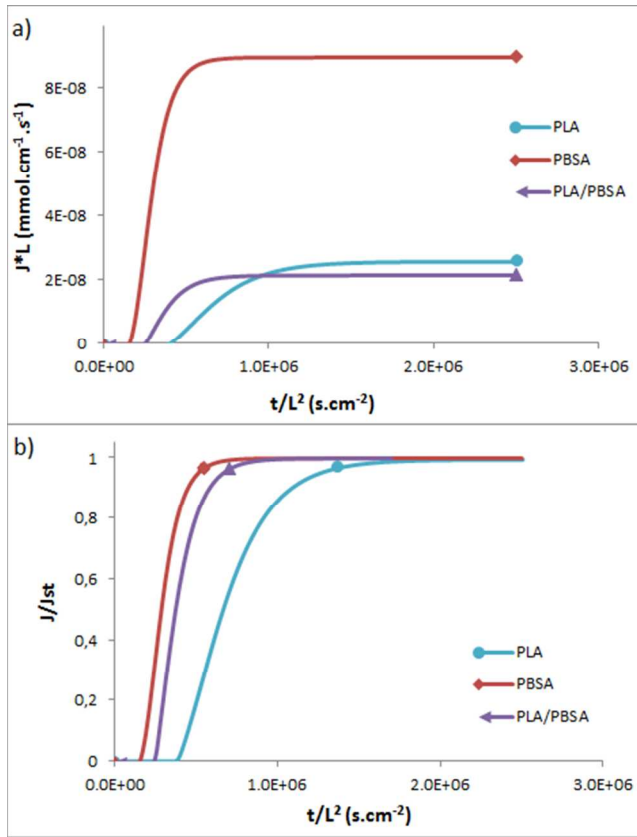 a)
J*L (mmol.cm⁻¹.s⁻¹)
8E-08
6E-08
4E-08
2E-08
0
0.0E+00
1.0E+06
2.0E+06
3.0E+06
t/L² (s.cm⁻²)
PLA
PBSA
PLA/PBSA
b)
J/Jst
1
0,8
0,6
0,4
0,2
0
0.0E+00
1.0E+06
2.0E+06
3.0E+06
t/L² (s.cm⁻²)
PLA
PBSA
PLA/PBSA